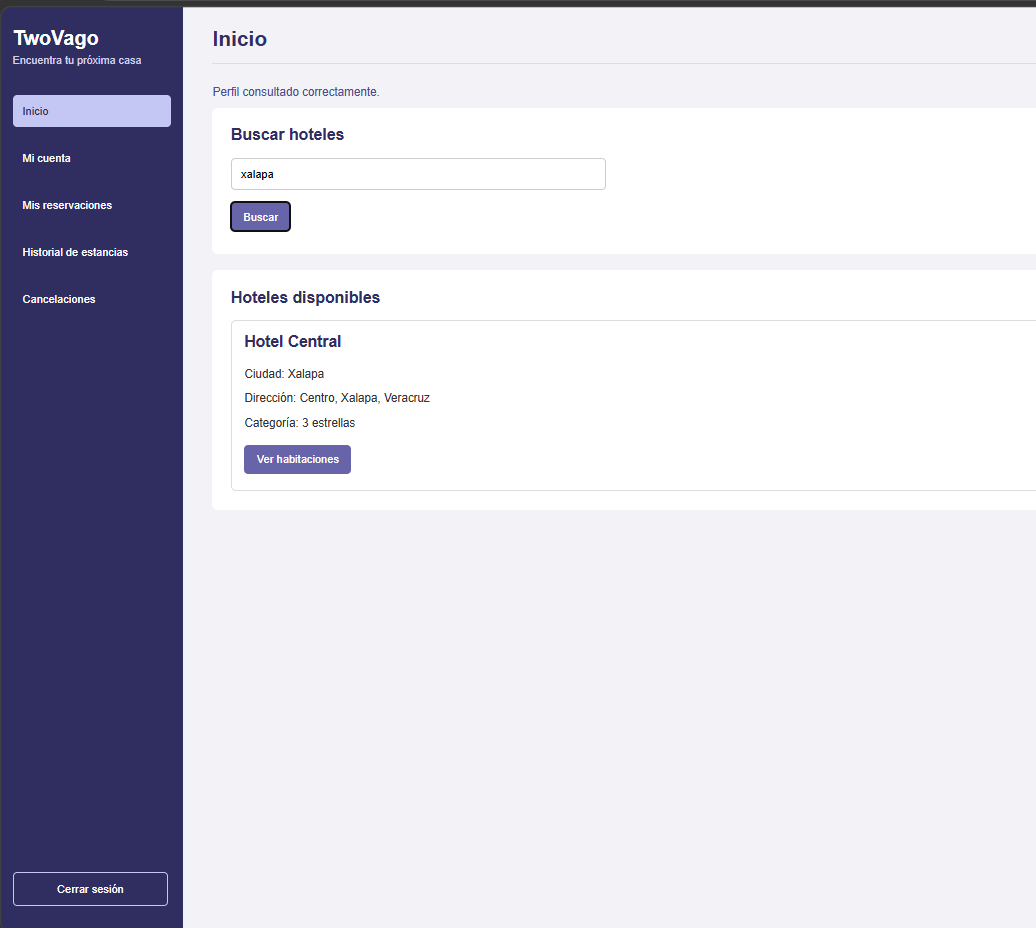 TwoVago
Encuentra tu próxima casa
Inicio
Mi cuenta
Mis reservaciones
Historial de estancias
Cancelaciones
Cerrar sesión
Inicio
Perfil consultado correctamente.
Buscar hoteles
xalapa
Buscar
Hoteles disponibles
Hotel Central
Ciudad: Xalapa
Dirección: Centro, Xalapa, Veracruz
Categoría: 3 estrellas
Ver habitaciones